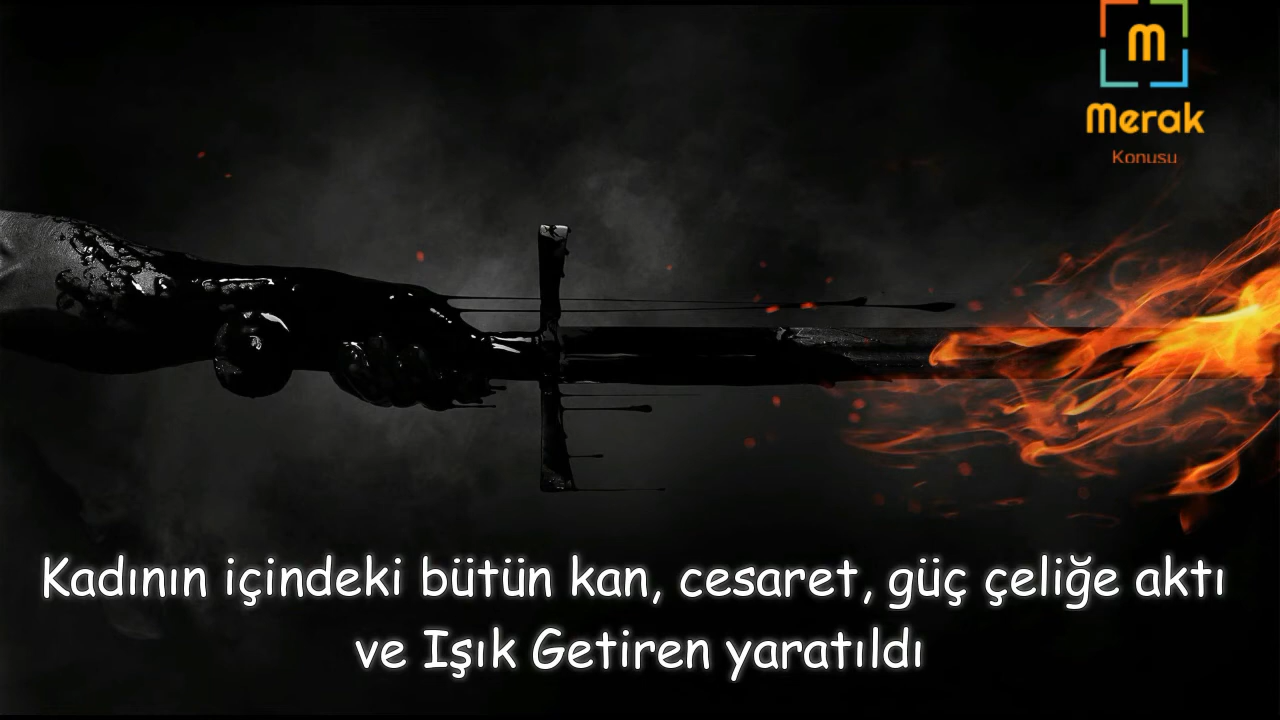 m
Merak
Konusu
Kadının içindeki bütün kan, cesaret, güç çeliğe aktı
ve Işık Getiren yaratıldı